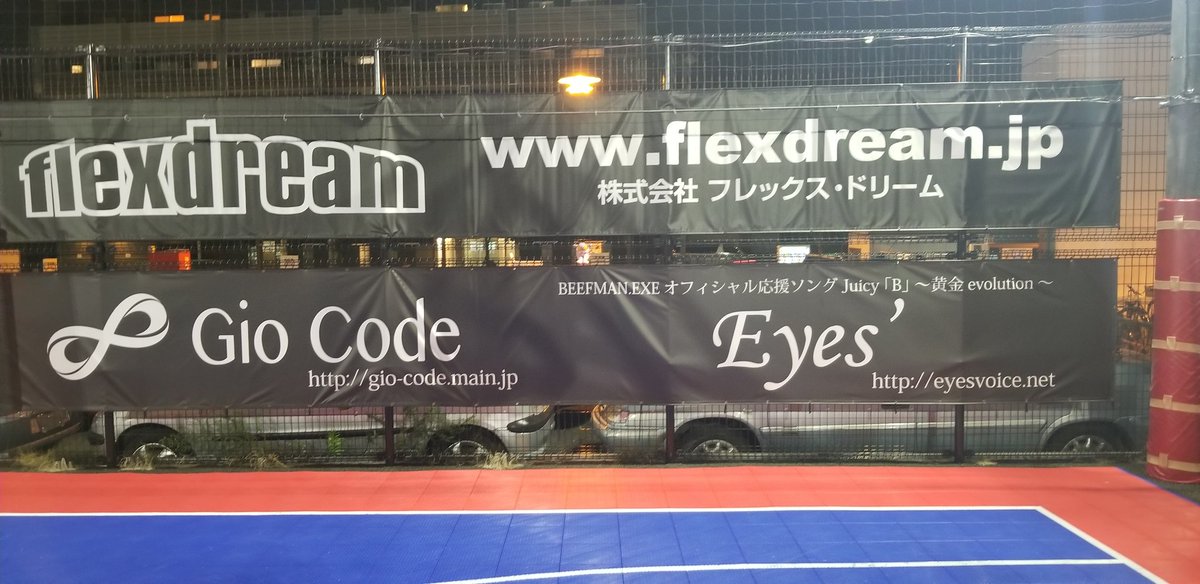 flexdream
www.flexdream.jp
株式会社 フレックス・ドリーム
BEEFMAN.EXE オフィシャル応援ソング Juicy「B」～黄金 evolution ～
Gio Code
http://gio-code.main.jp
Eyes’
http://eyesvoice.net